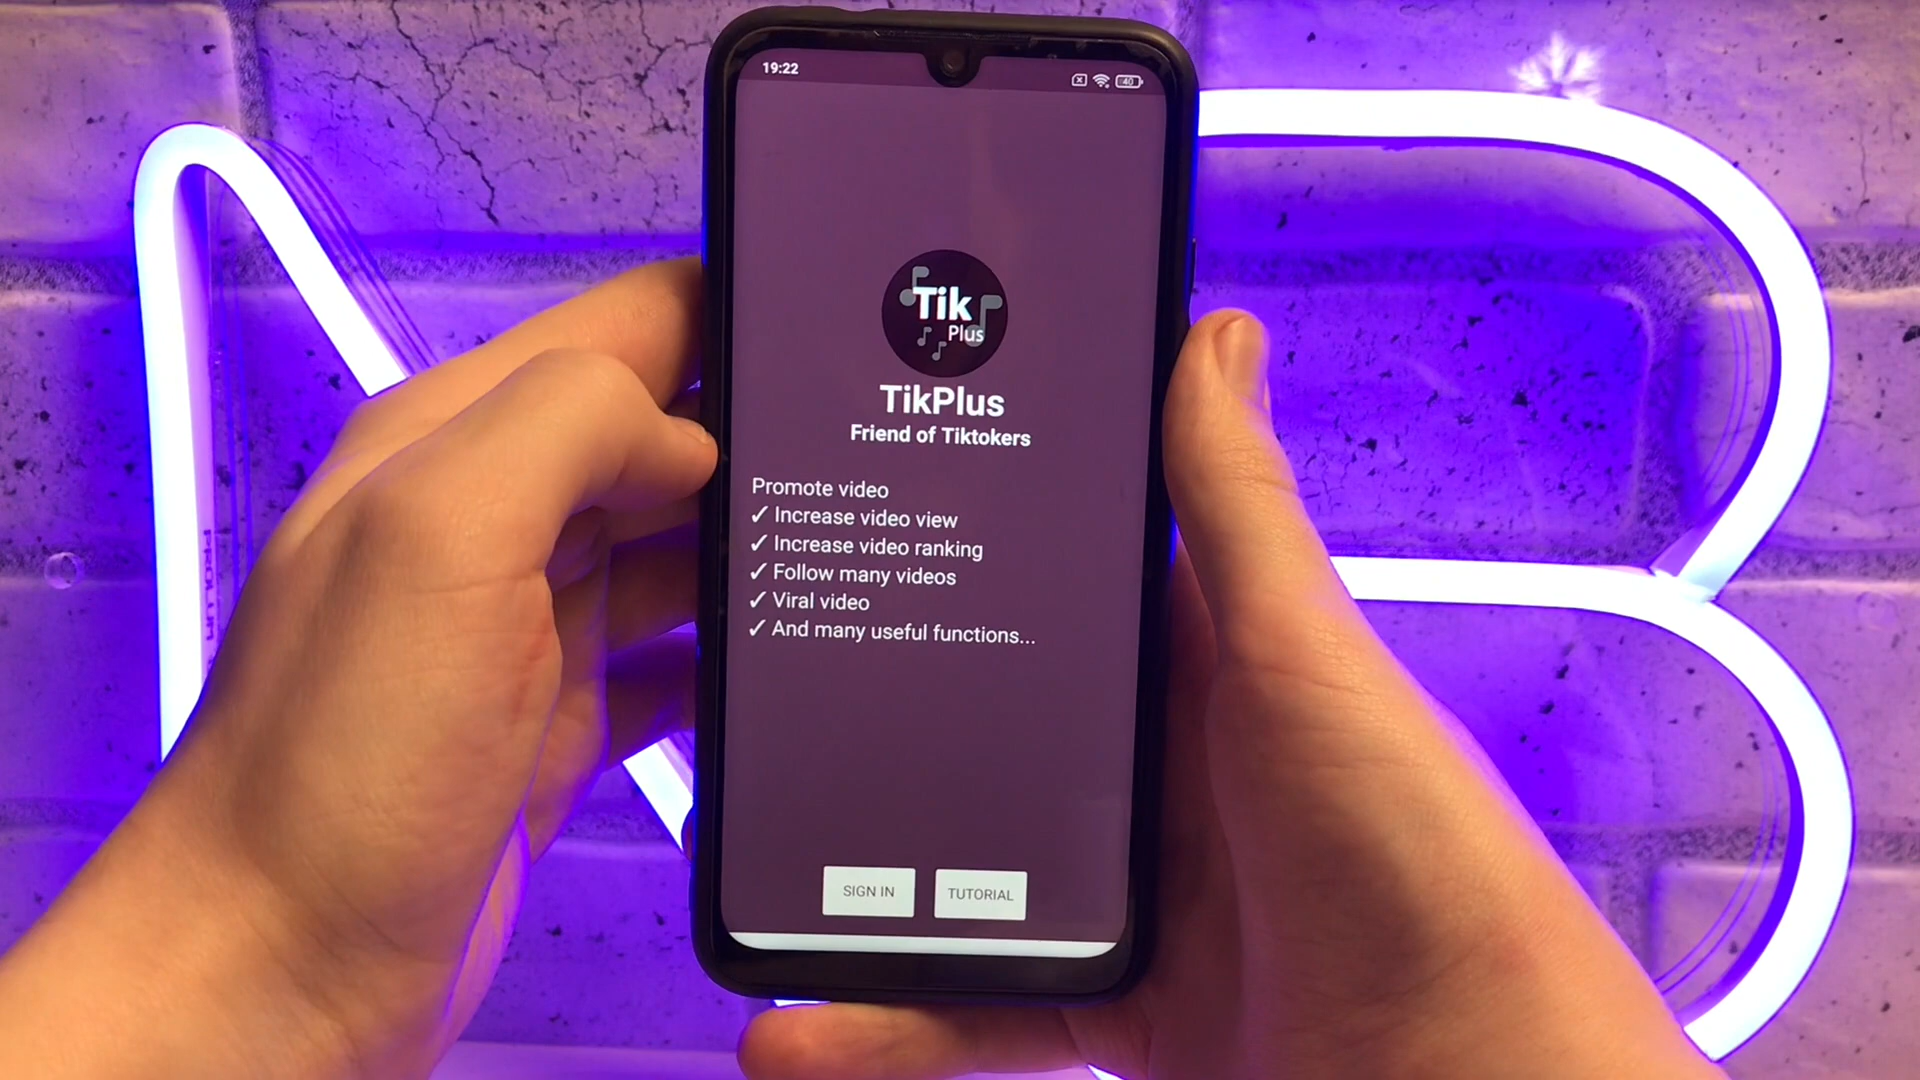 19:22
40
Tik
Plus
TikPlus
Friend of Tiktokers
Promote video
✓ Increase video view
✓ Increase video ranking
✓ Follow many videos
✓ Viral video
✓ And many useful functions...
SIGN IN
TUTORIAL